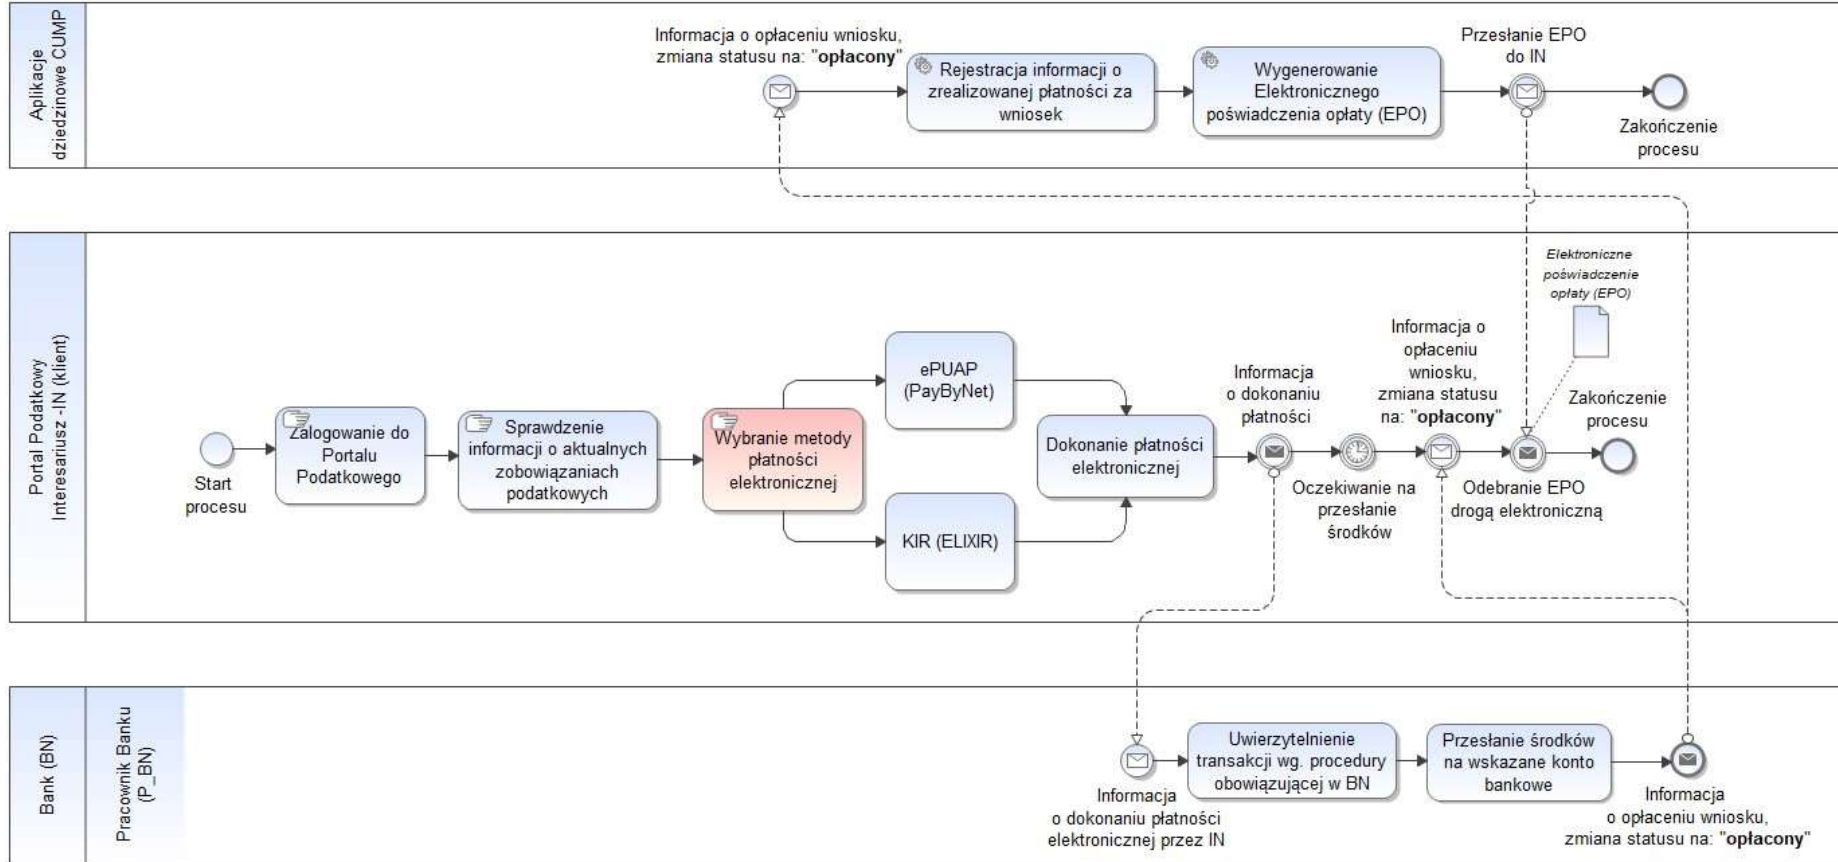 Aplikacje
dziedzinowe CUMP
Informacja o opłaceniu wniosku,
zmiana statusu na: "opłacony"
Rejestracja informacji o
zrealizowanej płatności za
wniosek
Wygenerowanie
Elektronicznego
poświadczenia opłaty (EPO)
Przesłanie EPO
do IN
Zakończenie
procesu
Portal Podatkowy
Interesariusz -IN (klient)
Start
procesu
Zalogowanie do
Portalu
Podatkowego
Sprawdzenie
informacji o aktualnych
zobowiązaniach
podatkowych
Wybranie metody
płatności
elektronicznej
ePUAP
(PayByNet)
KIR (ELIXIR)
Dokonanie płatności
elektronicznej
Informacja
o dokonaniu
płatności
Oczekiwanie na
przesłanie
środków
Informacja o
opłaceniu
wniosku,
zmiana statusu
na: "opłacony"
Elektroniczne
poświadczenie
opłaty (EPO)
Odebranie EPO
drogą elektroniczną
Zakończenie
procesu
Bank (BN)
Pracownik Banku
(P_BN)
Informacja
o dokonaniu płatności
elektronicznej przez IN
Uwierzytelnienie
transakcji wg. procedury
obowiązującej w BN
Przesłanie środków
na wskazane konto
bankowe
Informacja
o opłaceniu wniosku,
zmiana statusu na: "opłacony"